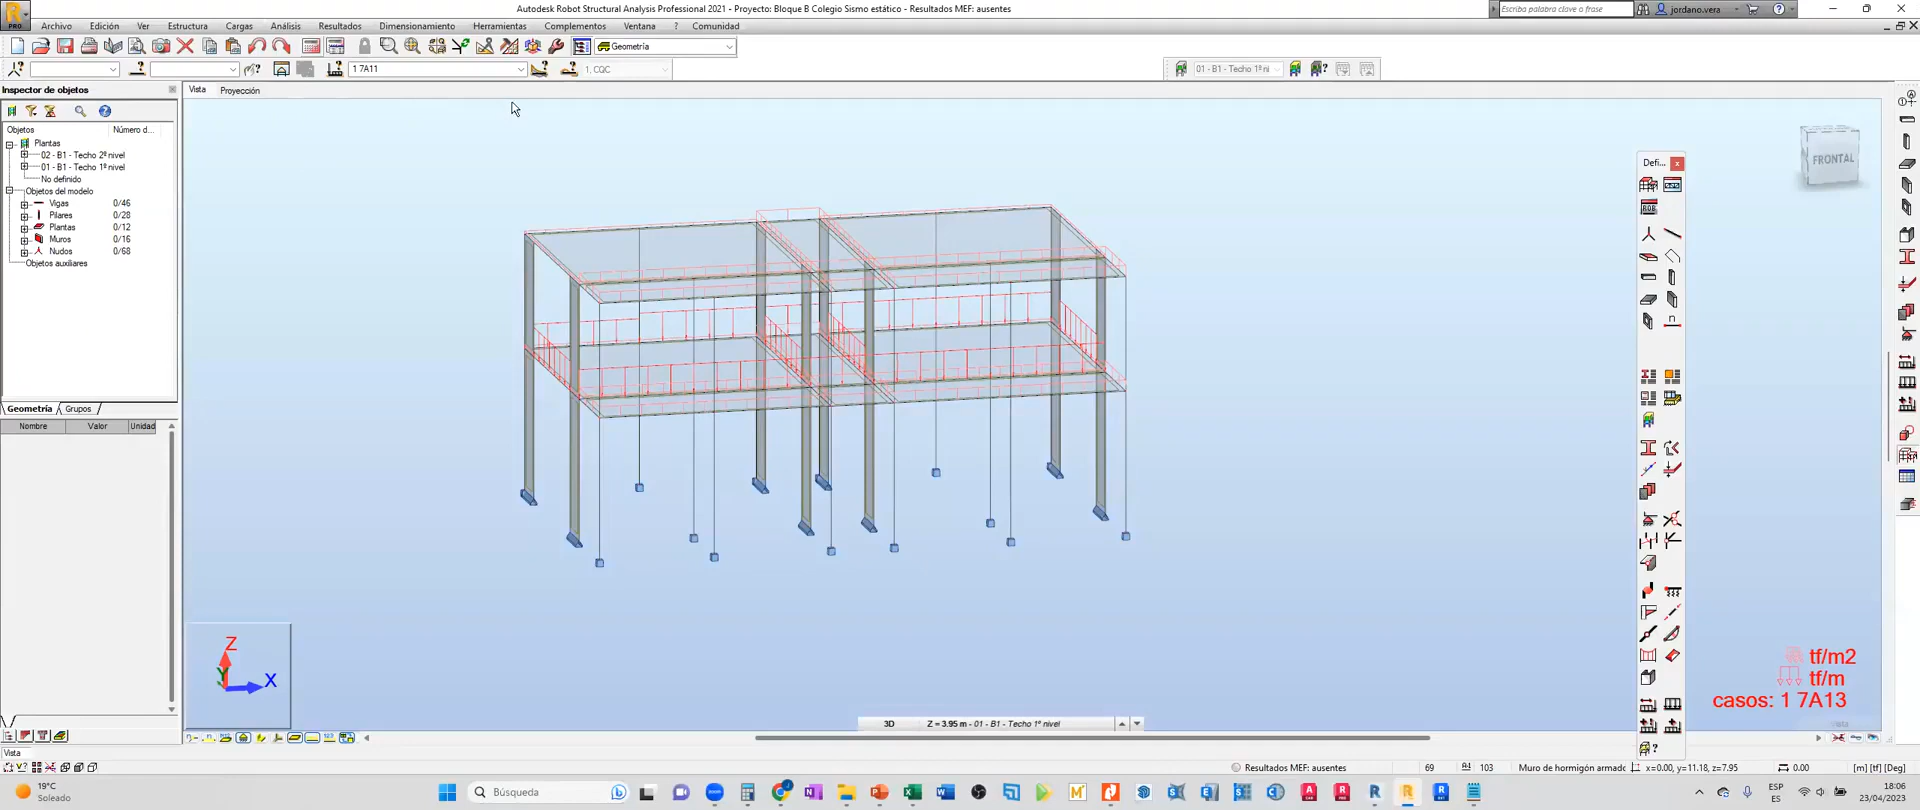 Autodesk Robot Structural Analysis Professional 2021 - Proyecto: Bloque B Colegio Sismo estático - Resultados MEF: ausentes
Escriba palabra clave o frase
jordano.vera
PRO
Archivo Edición Ver Estructura Cargas Análisis Resultados Dimensionamiento Herramientas Complementos Ventana ? Comunidad
Geometría
1 7A11
1. CQC
01 - B1 - Techo 1º ni
Inspector de objetos
Vista Proyección
Objetos Número d...
Plantas
02 - B1 - Techo 2º nivel
01 - B1 - Techo 1º nivel
No definido
Objetos del modelo
Vigas 0/46
Pilares 0/28
Plantas 0/12
Muros 0/16
Nudos 0/68
Objetos auxiliares
Geometría Grupos
Nombre Valor Unidad
FRONTAL
Defi...
Z
Y
X
tf/m2
tf/m
casos: 1 7A13
3D Z = 3.95 m - 01 - B1 - Techo 1º nivel
Vista
Resultados MEF: ausentes 69 103 Muro de hormigón armado x=0.00, y=11.18, z=7.95 0.00 [m] [tf] [Deg]
19°C
Soleado
Búsqueda
ESP
ES
18:06
23/04/2023